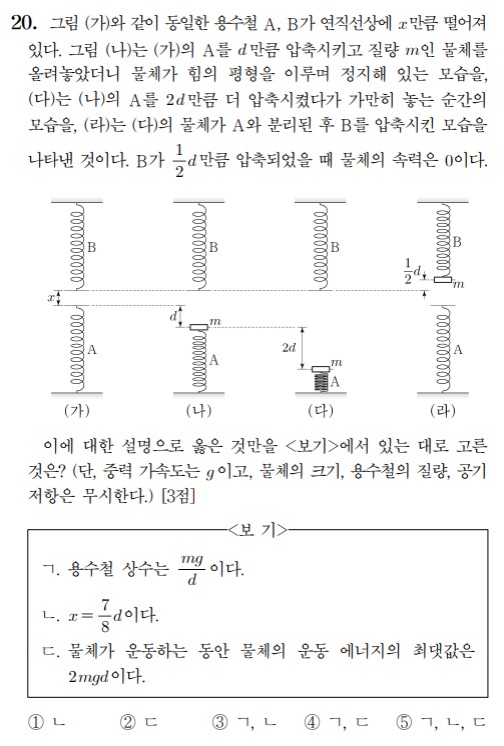 20. 그림 (가)와 같이 동일한 용수철 A, B가 연직선상에 x만큼 떨어져
있다. 그림 (나)는 (가)의 A를 d만큼 압축시키고 질량 m인 물체를
올려놓았더니 물체가 힘의 평형을 이루며 정지해 있는 모습을,
(다)는 (나)의 A를 2d만큼 더 압축시켰다가 가만히 놓는 순간의
모습을, (라)는 (다)의 물체가 A와 분리된 후 B를 압축시킨 모습을
나타낸 것이다. B가 1/2 d만큼 압축되었을 때 물체의 속력은 0이다.
B B B B
1/2 d m
x
d m
A A 2d m A A
(가) (나) (다) (라)
이에 대한 설명으로 옳은 것만을 <보기>에서 있는 대로 고른
것은? (단, 중력 가속도는 g이고, 물체의 크기, 용수철의 질량, 공기
저항은 무시한다.) [3점]
<보 기>
ㄱ. 용수철 상수는 mg/d 이다.
ㄴ. x = 7/8 d이다.
ㄷ. 물체가 운동하는 동안 물체의 운동 에너지의 최댓값은
2mgd이다.
① ㄴ ② ㄷ ③ ㄱ, ㄴ ④ ㄱ, ㄷ ⑤ ㄱ, ㄴ, ㄷ